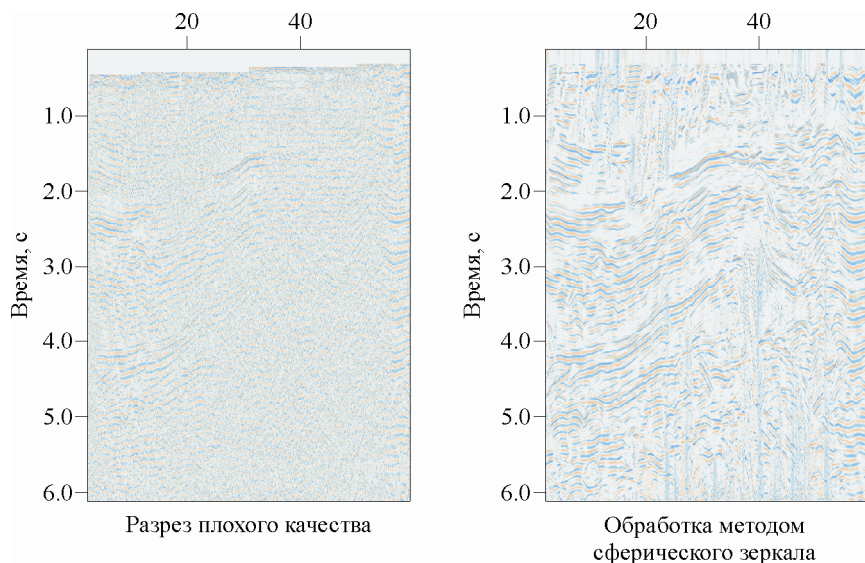 20 40
1.0
2.0
3.0
4.0
5.0
6.0
Время, с
Разрез плохого качества
20 40
1.0
2.0
3.0
4.0
5.0
6.0
Время, с
Обработка методом
сферического зеркала